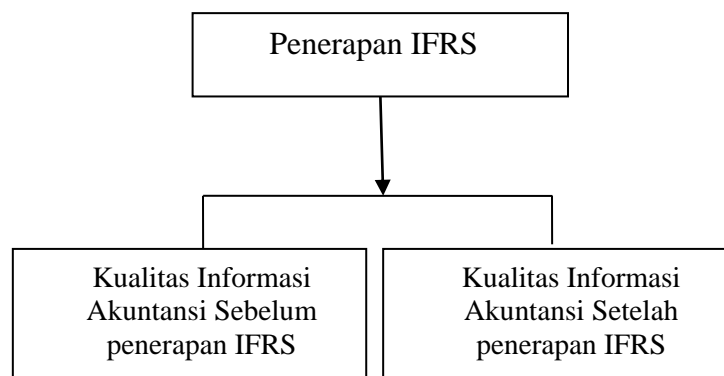 Penerapan IFRS
Kualitas Informasi
Akuntansi Sebelum
penerapan IFRS
Kualitas Informasi
Akuntansi Setelah
penerapan IFRS